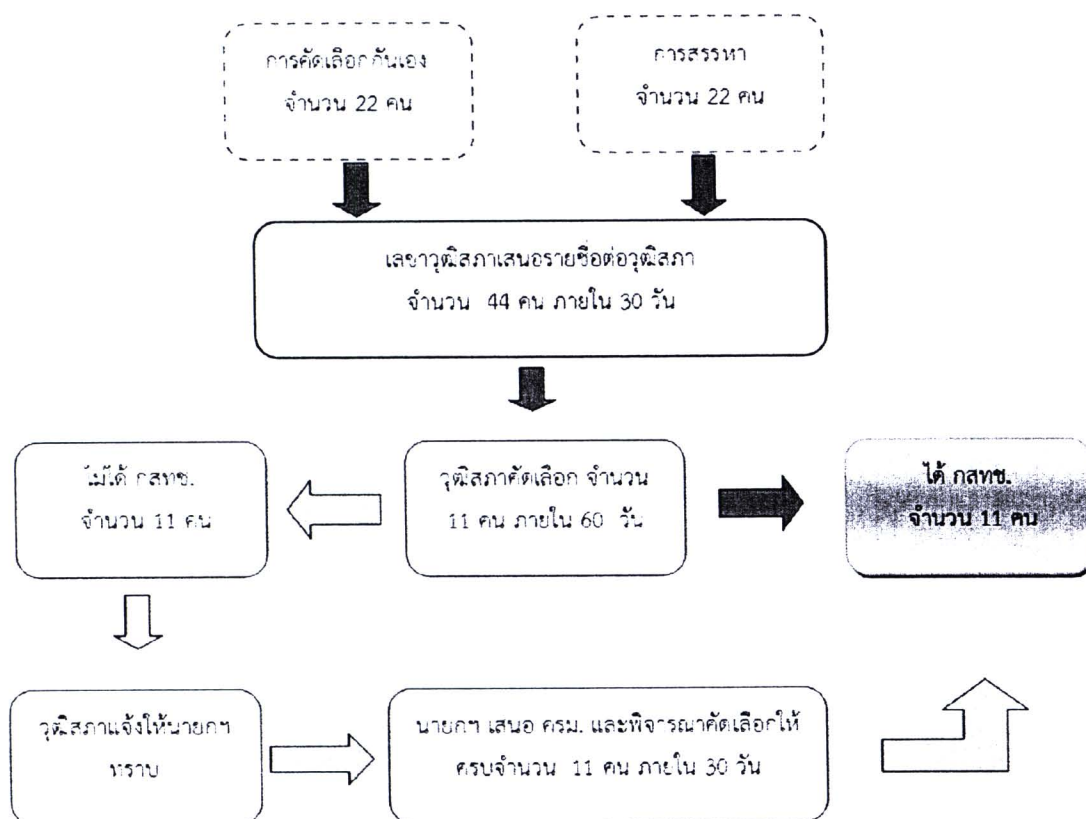 การคัดเลือกกันเอง
จำนวน 22 คน
การสรรหา
จำนวน 22 คน
เลขาวุฒิสภาเสนอรายชื่อต่อวุฒิสภา
จำนวน 44 คน ภายใน 30 วัน
ไม่ได้ กสทช.
จำนวน 11 คน
วุฒิสภาคัดเลือก จำนวน
11 คน ภายใน 60 วัน
ได้ กสทช.
จำนวน 11 คน
วุฒิสภาแจ้งให้นายกฯ
ทราบ
นายกฯ เสนอ ครม. และพิจารณาคัดเลือกให้
ครบจำนวน 11 คน ภายใน 30 วัน